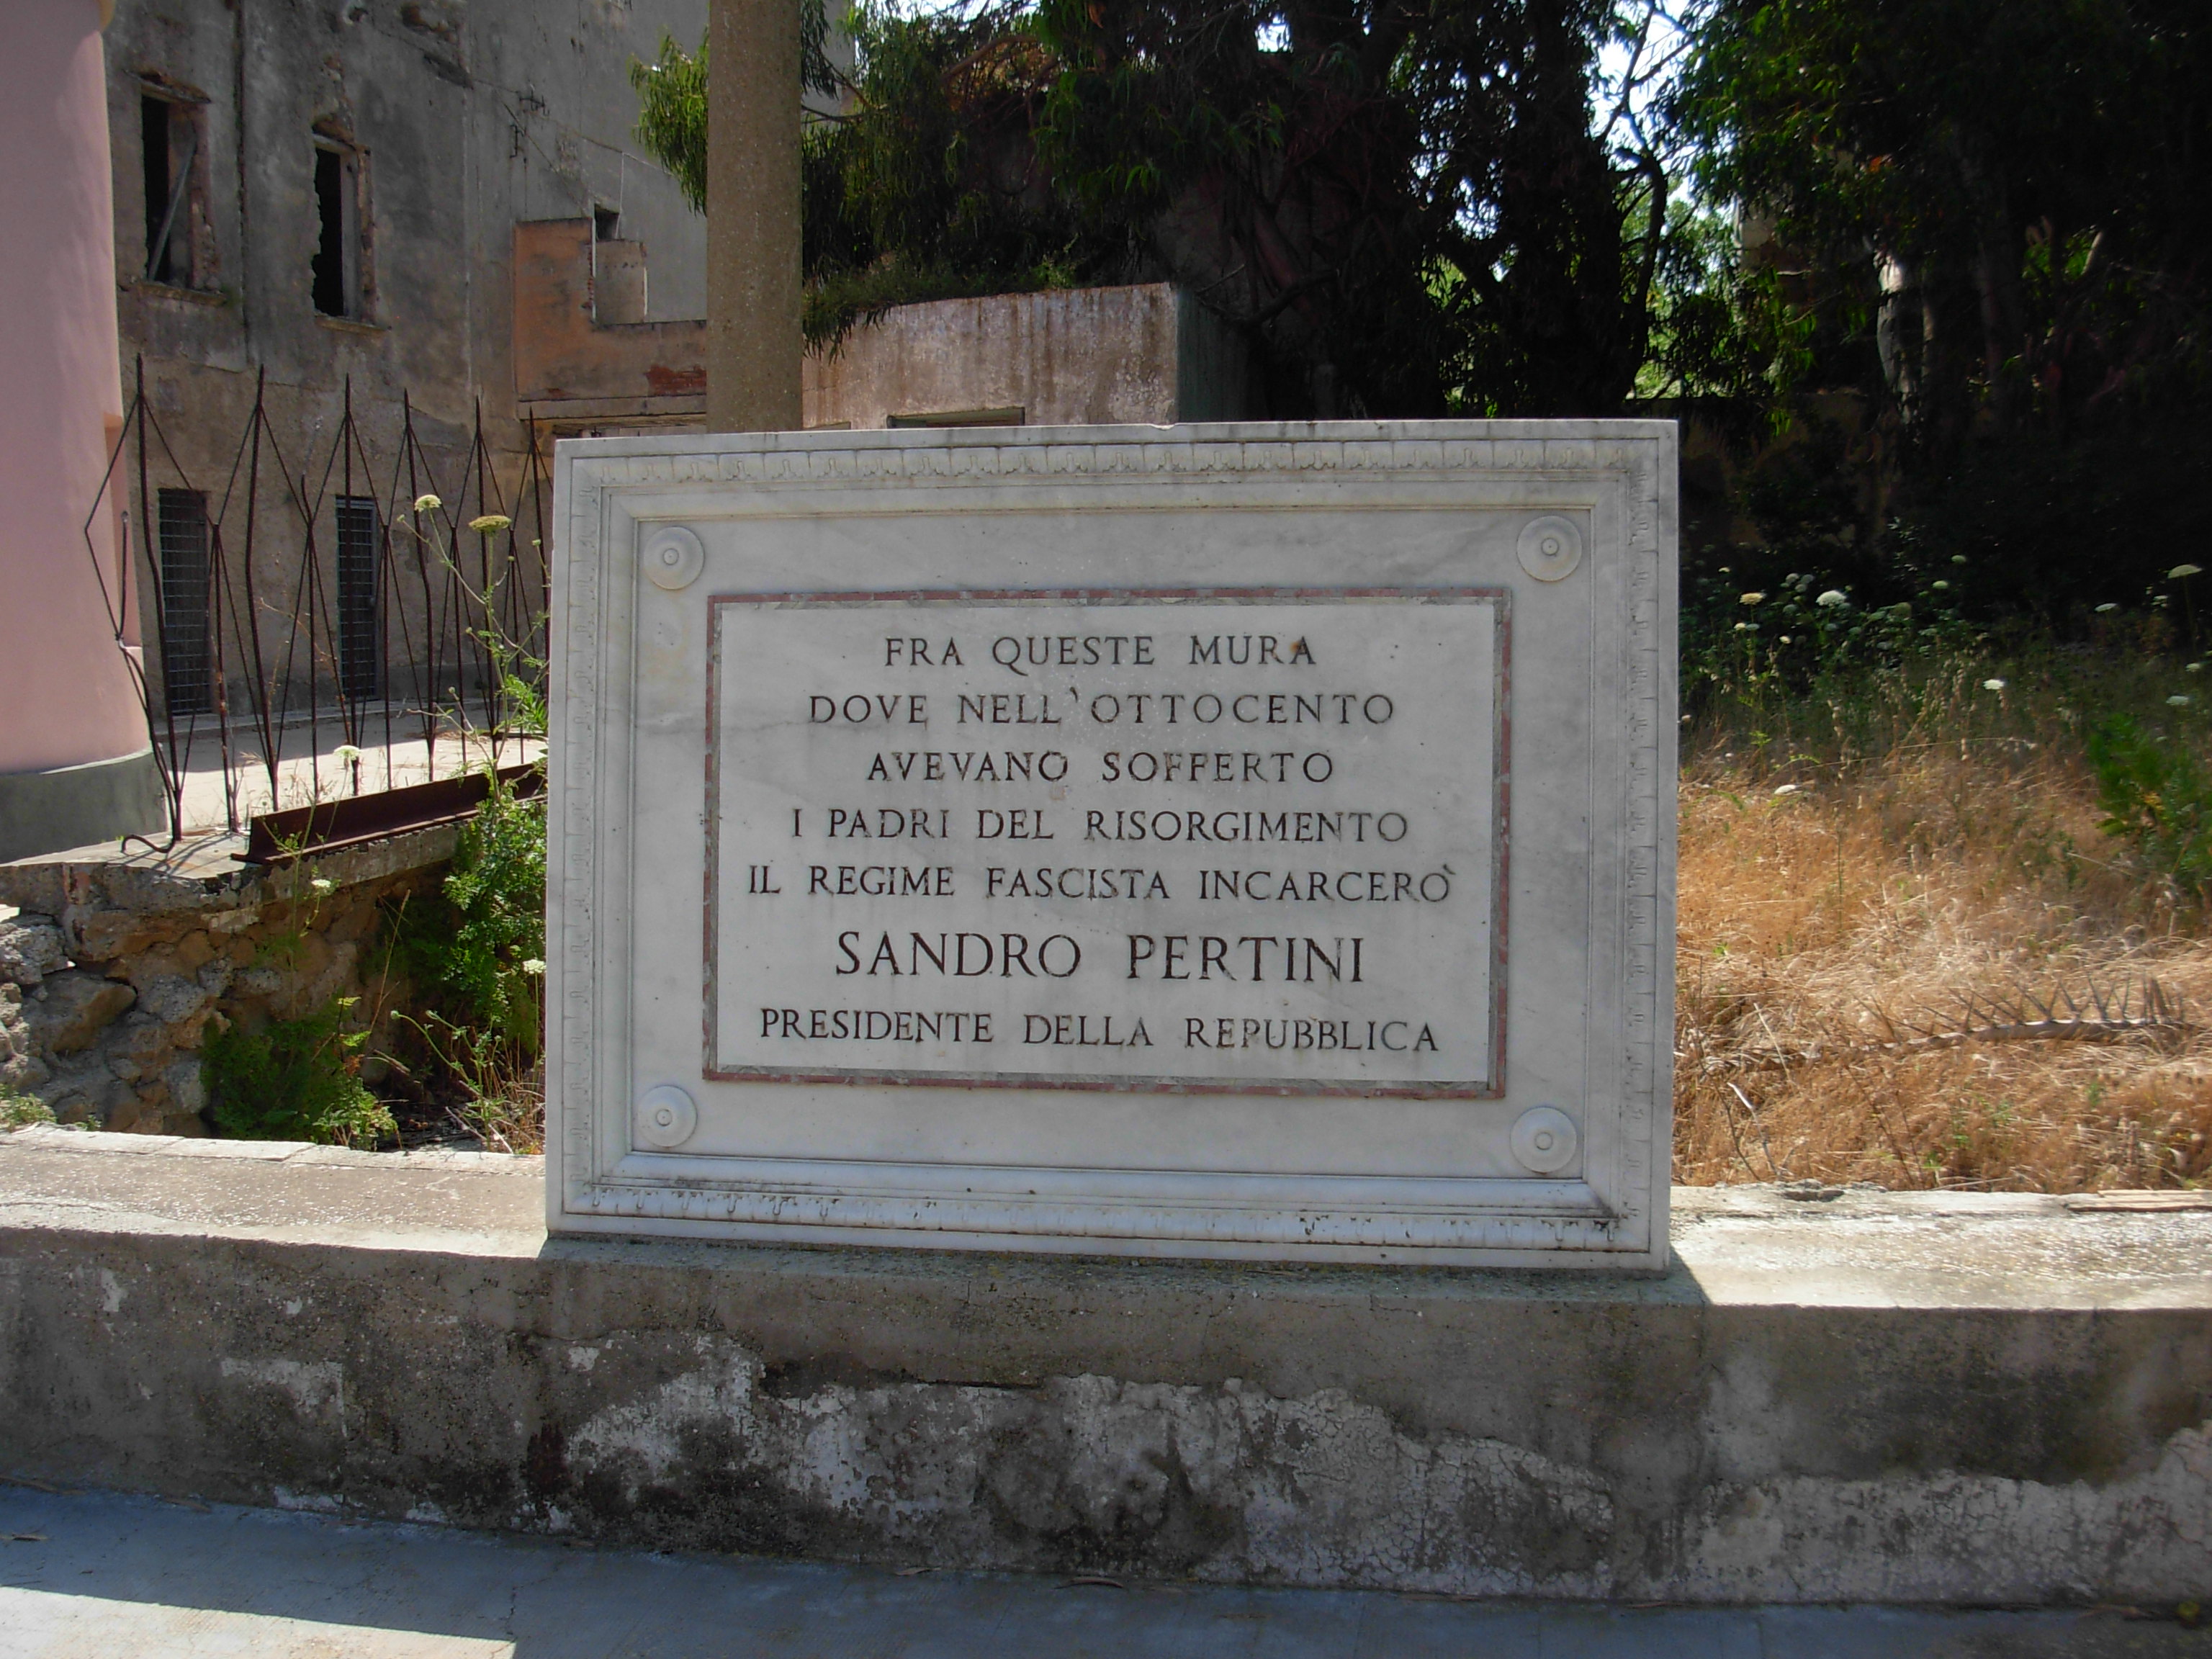 FRA QUESTE MURA
DOVE NELL'OTTOCENTO
AVEVANO SOFFERTO
I PADRI DEL RISORGIMENTO
IL REGIME FASCISTA INCARCERÒ
SANDRO PERTINI
PRESIDENTE DELLA REPUBBLICA